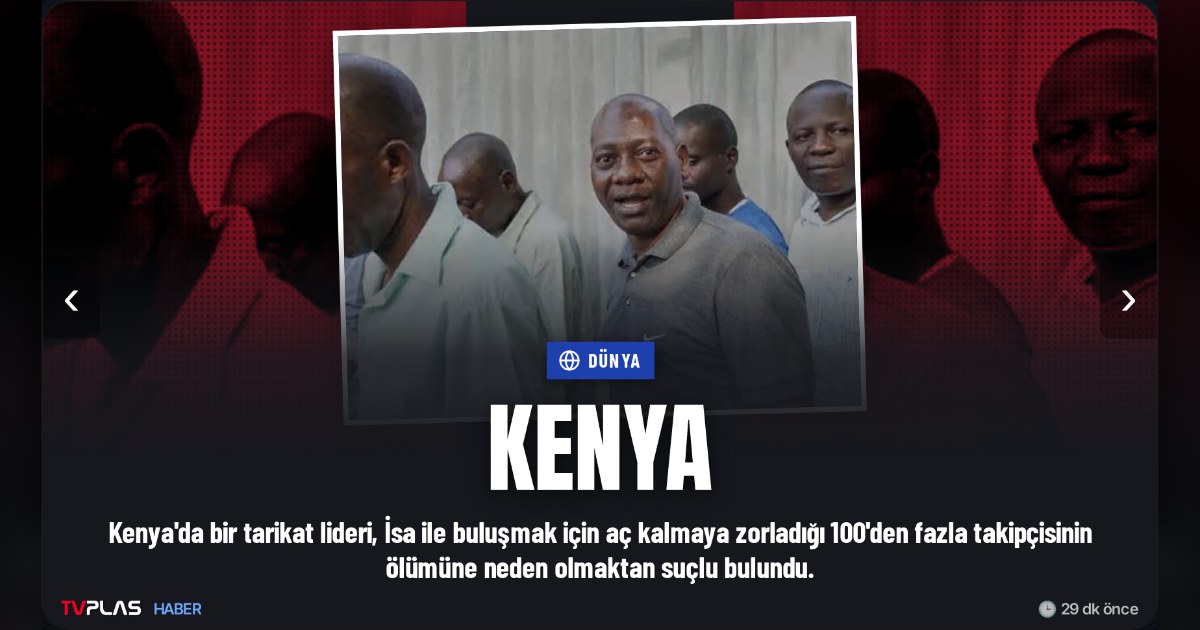 DÜNYA
KENYA
Kenya'da bir tarikat lideri, İsa ile buluşmak için aç kalmaya zorladığı 100'den fazla takipçisinin
ölümüne neden olmaktan suçlu bulundu.
TVPLAS HABER
29 dk önce